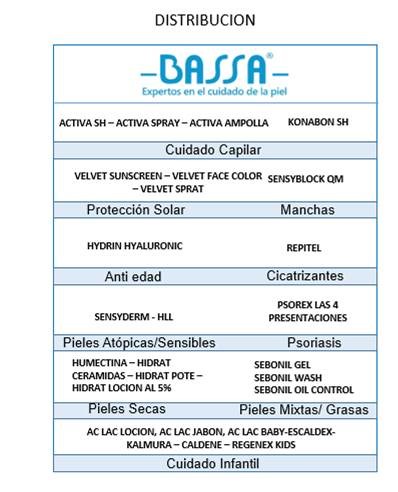 DISTRIBUCION
BASSA®
Expertos en el cuidado de la piel
ACTIVA SH – ACTIVA SPRAY – ACTIVA AMPOLLA
KONABON SH
Cuidado Capilar
VELVET SUNSCREEN – VELVET FACE COLOR
– VELVET SPRAT
SENSYBLOCK QM
Protección Solar
Manchas
HYDRIN HYALURONIC
REPITEL
Anti edad
Cicatrizantes
SENSYDERM - HLL
PSOREX LAS 4
PRESENTACIONES
Pieles Atópicas/Sensibles
Psoriasis
HUMECTINA – HIDRAT
CERAMIDAS – HIDRAT POTE –
HIDRAT LOCION AL 5%
SEBONIL GEL
SEBONIL WASH
SEBONIL OIL CONTROL
Pieles Secas
Pieles Mixtas/ Grasas
AC LAC LOCION, AC LAC JABON, AC LAC BABY-ESCALDEX-
KALMURA – CALDENE – REGENEX KIDS
Cuidado Infantil